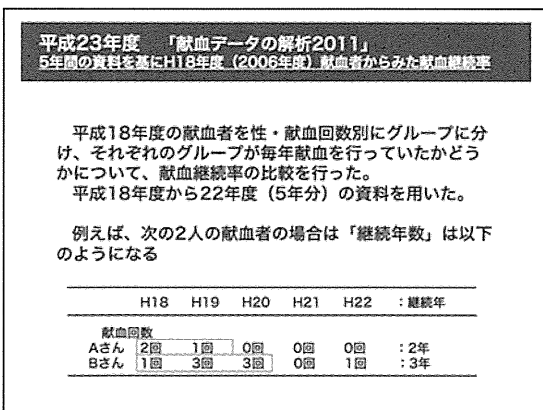 平成23年度 「献血データの解析2011」
5年間の資料を基にH18年度（2006年度）献血者からみた献血継続率
平成18年度の献血者を性・献血回数別にグループに分
け、それぞれのグループが毎年献血を行っていたかどう
かについて、献血継続率の比較を行った。
平成18年度から22年度（5年分）の資料を用いた。
例えば、次の2人の献血者の場合は「継続年数」は以下
のようになる
H18 H19 H20 H21 H22 ：継続年
献血回数
Aさん 2回 1回 0回 0回 0回 ：2年
Bさん 1回 3回 3回 0回 1回 ：3年